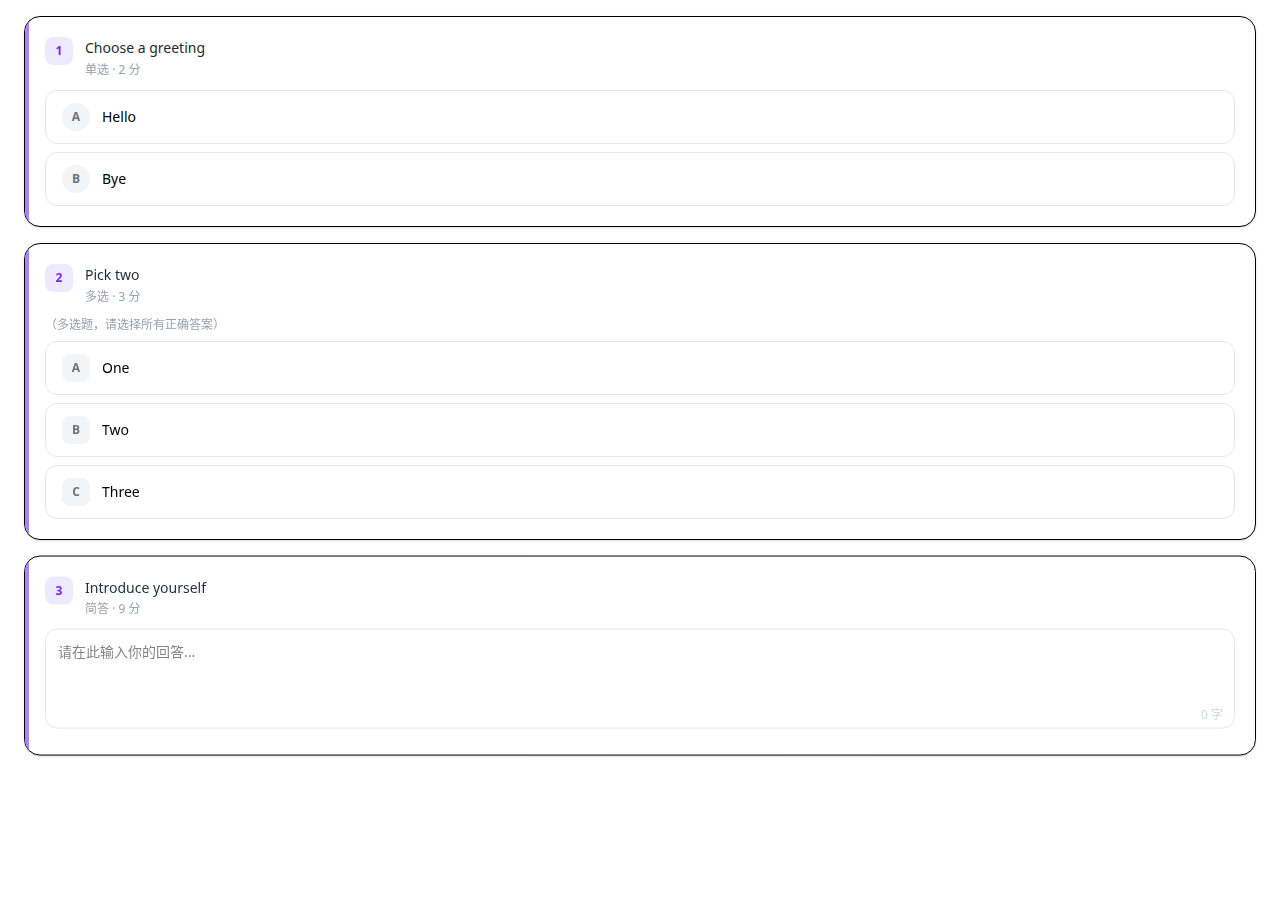 1
Choose a greeting
单选 · 2 分
A Hello
B Bye
2
Pick two
多选 · 3 分
（多选题，请选择所有正确答案）
A One
B Two
C Three
3
Introduce yourself
简答 · 9 分
请在此输入你的回答...
0 字